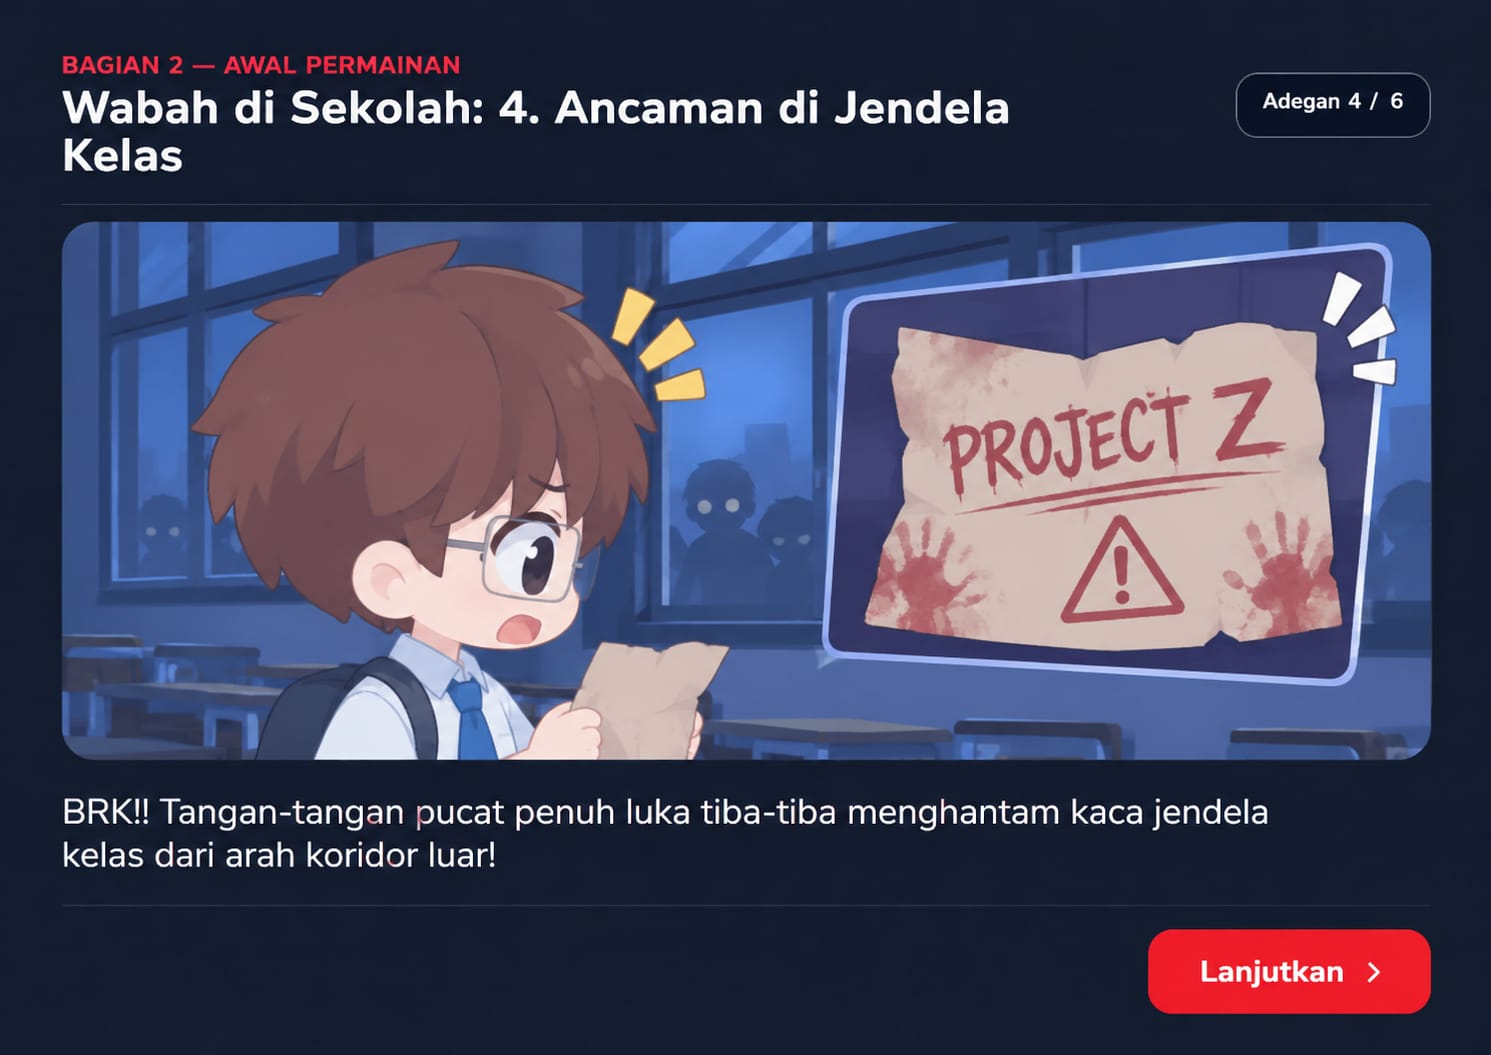 BAGIAN 2 — AWAL PERMAINAN
Wabah di Sekolah: 4. Ancaman di Jendela
Kelas
Adegan 4 / 6
PROJECT Z
BRK!! Tangan-tangan pucat penuh luka tiba-tiba menghantam kaca jendela
kelas dari arah koridor luar!
Lanjutkan